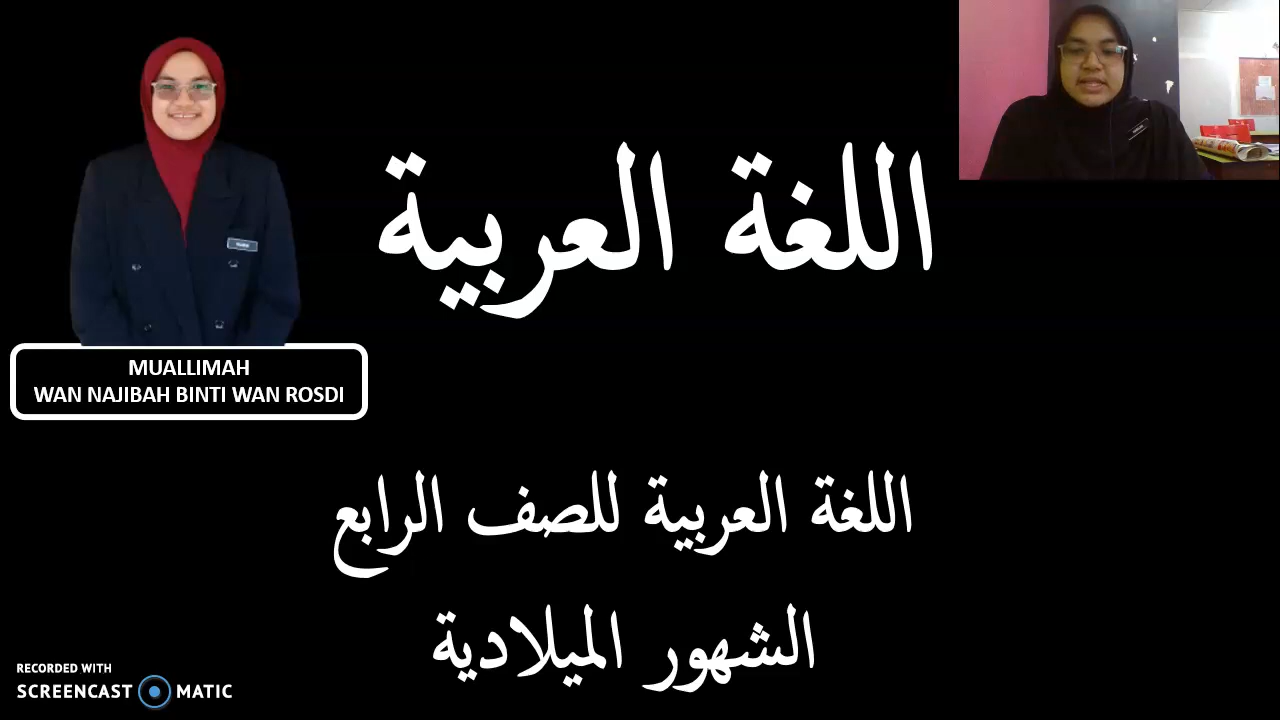 اللغة العربية
MUALLIMAH
WAN NAJIBAH BINTI WAN ROSDI
اللغة العربية للصف الرابع
الشهور الميلادية
RECORDED WITH
SCREENCAST MATIC